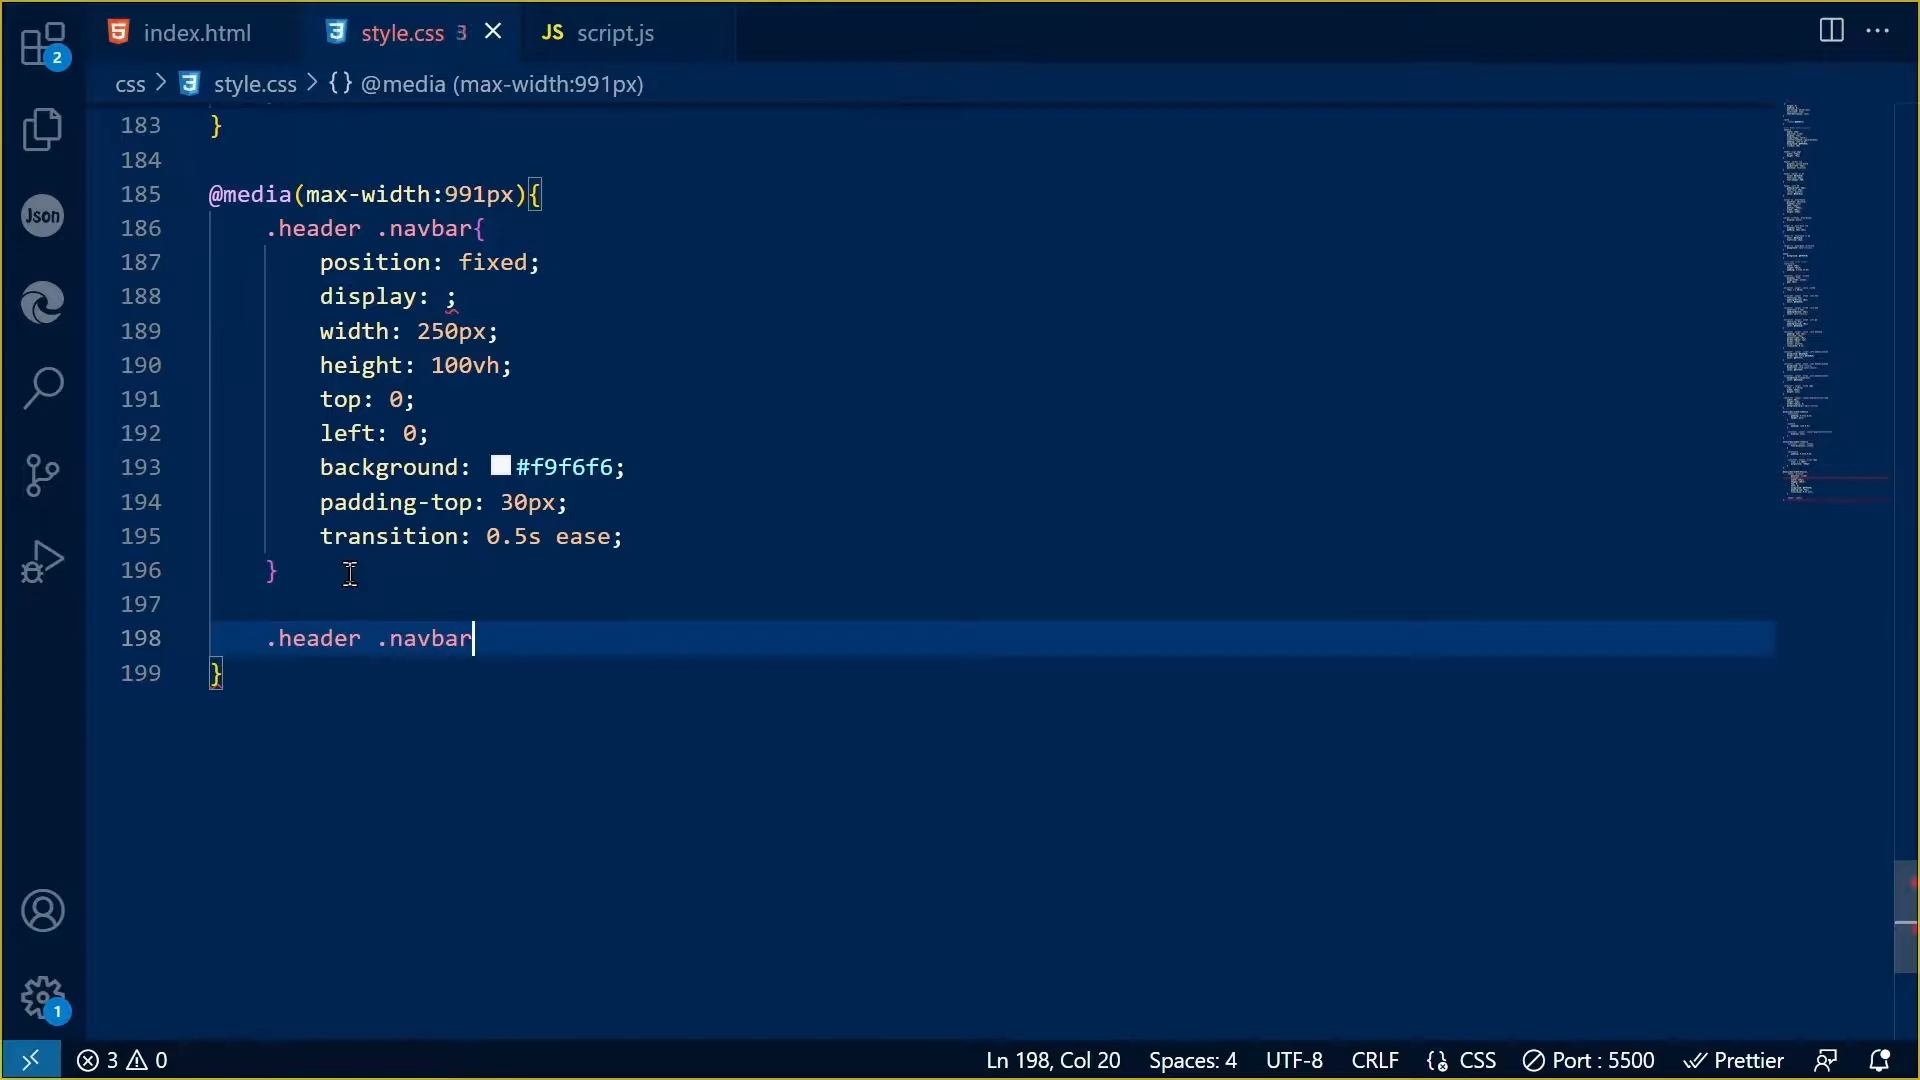 index.html style.css 3 JS script.js
css > style.css > {} @media (max-width:991px)
183 }
184
185 @media(max-width:991px){
186 .header .navbar{
187 position: fixed;
188 display: ;
189 width: 250px;
190 height: 100vh;
191 top: 0;
192 left: 0;
193 background: #f9f6f6;
194 padding-top: 30px;
195 transition: 0.5s ease;
196 }
197
198 .header .navbar
199 }
2
Json
1
3 0 Ln 198, Col 20 Spaces: 4 UTF-8 CRLF {} CSS Port : 5500 Prettier